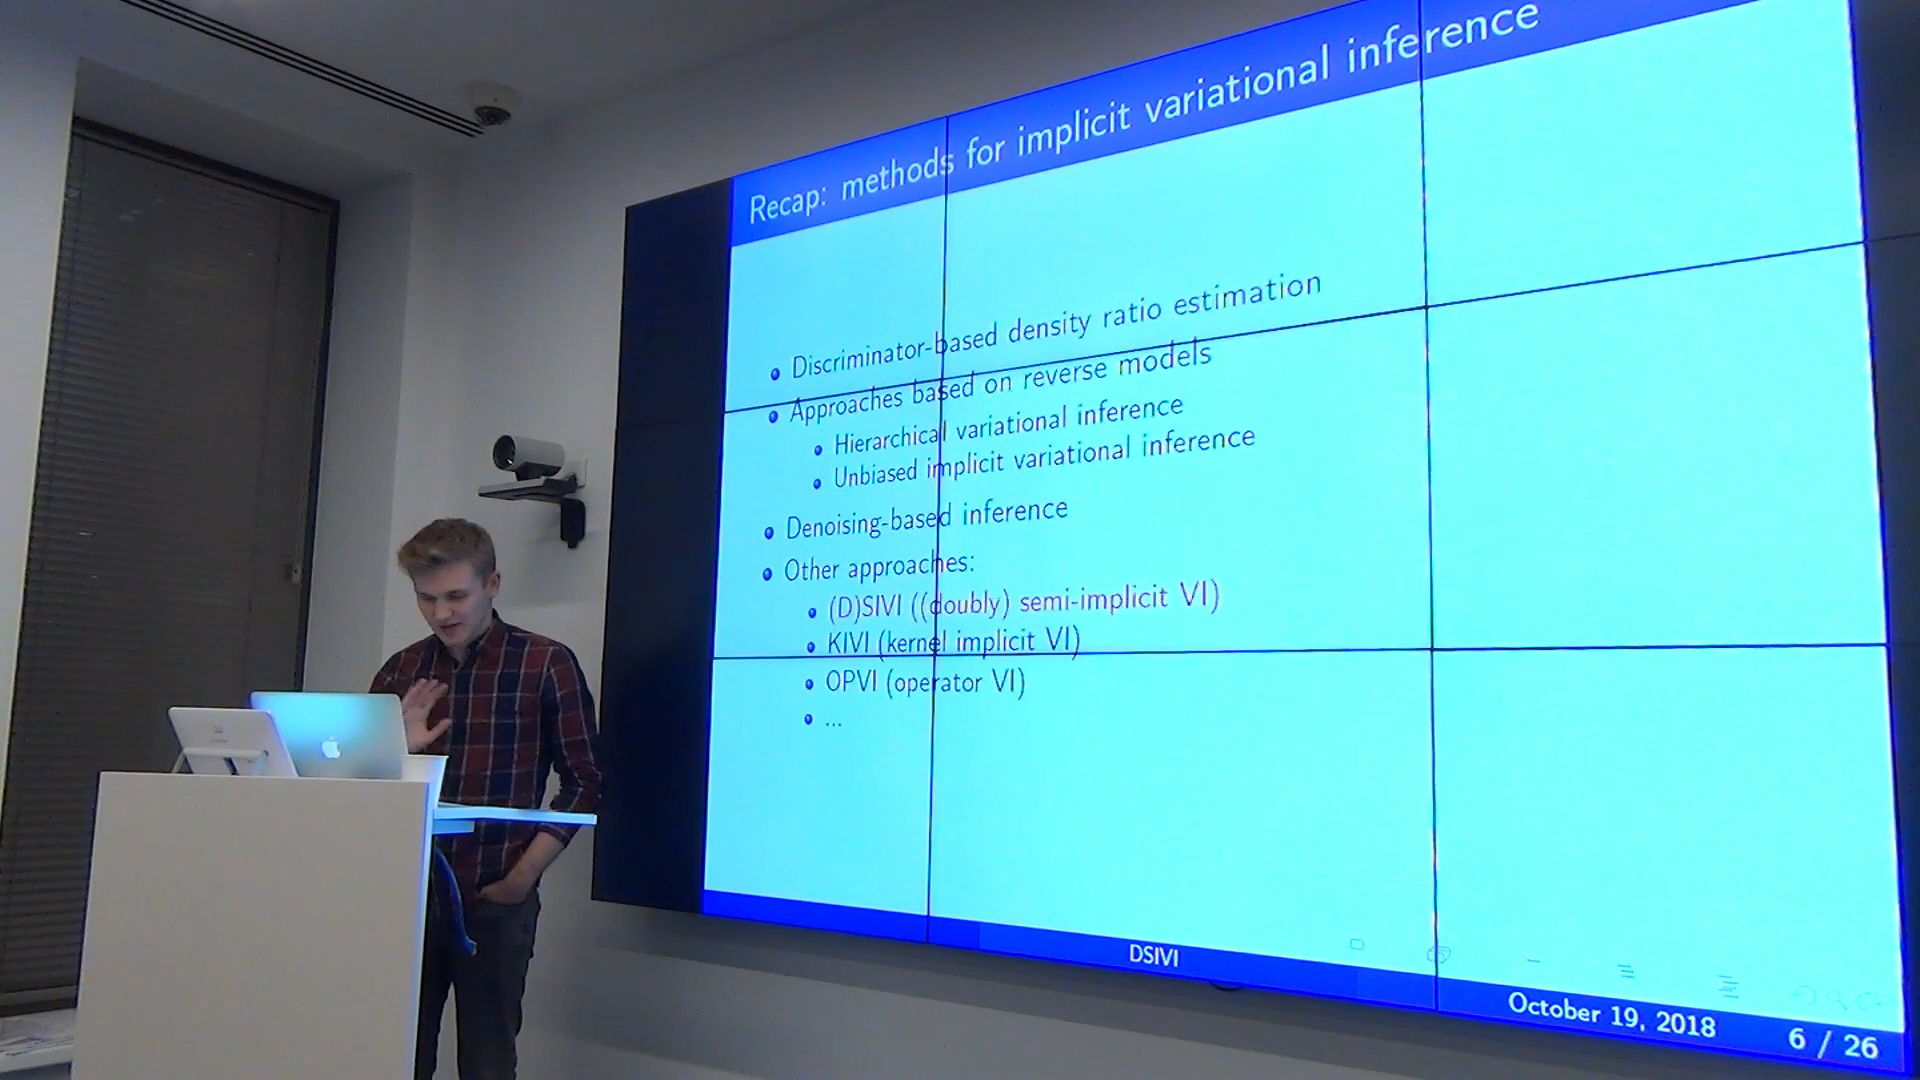 Recap: methods for implicit variational inference
Discriminator-based density ratio estimation
Approaches based on reverse models
Hierarchical variational inference
Unbiased implicit variational inference
Denoising-based inference
Other approaches:
(D)SIVI ((doubly) semi-implicit VI)
KIVI (kernel implicit VI)
OPVI (operator VI)
...
DSIVI
October 19, 2018
6 / 26